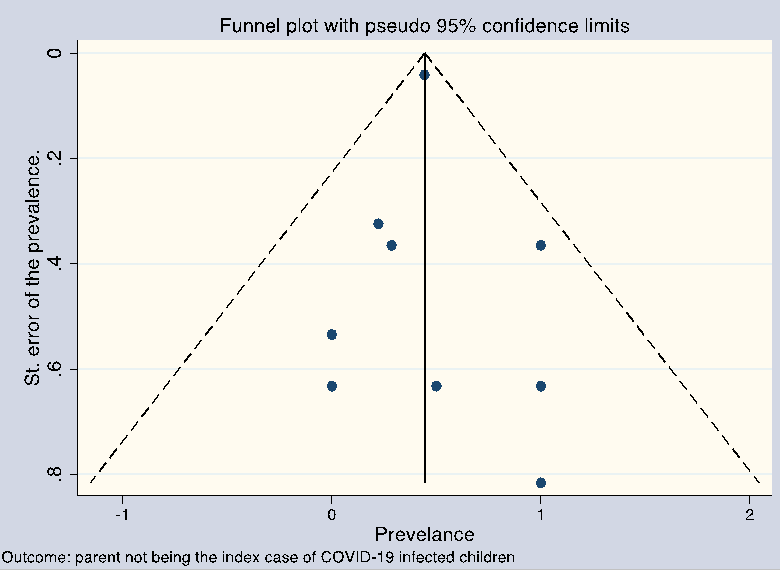 Funnel plot with pseudo 95% confidence limits
St. error of the prevalence.
0
.2
.4
.6
.8
-1
0
1
2
Prevelance
Outcome: parent not being the index case of COVID-19 infected children